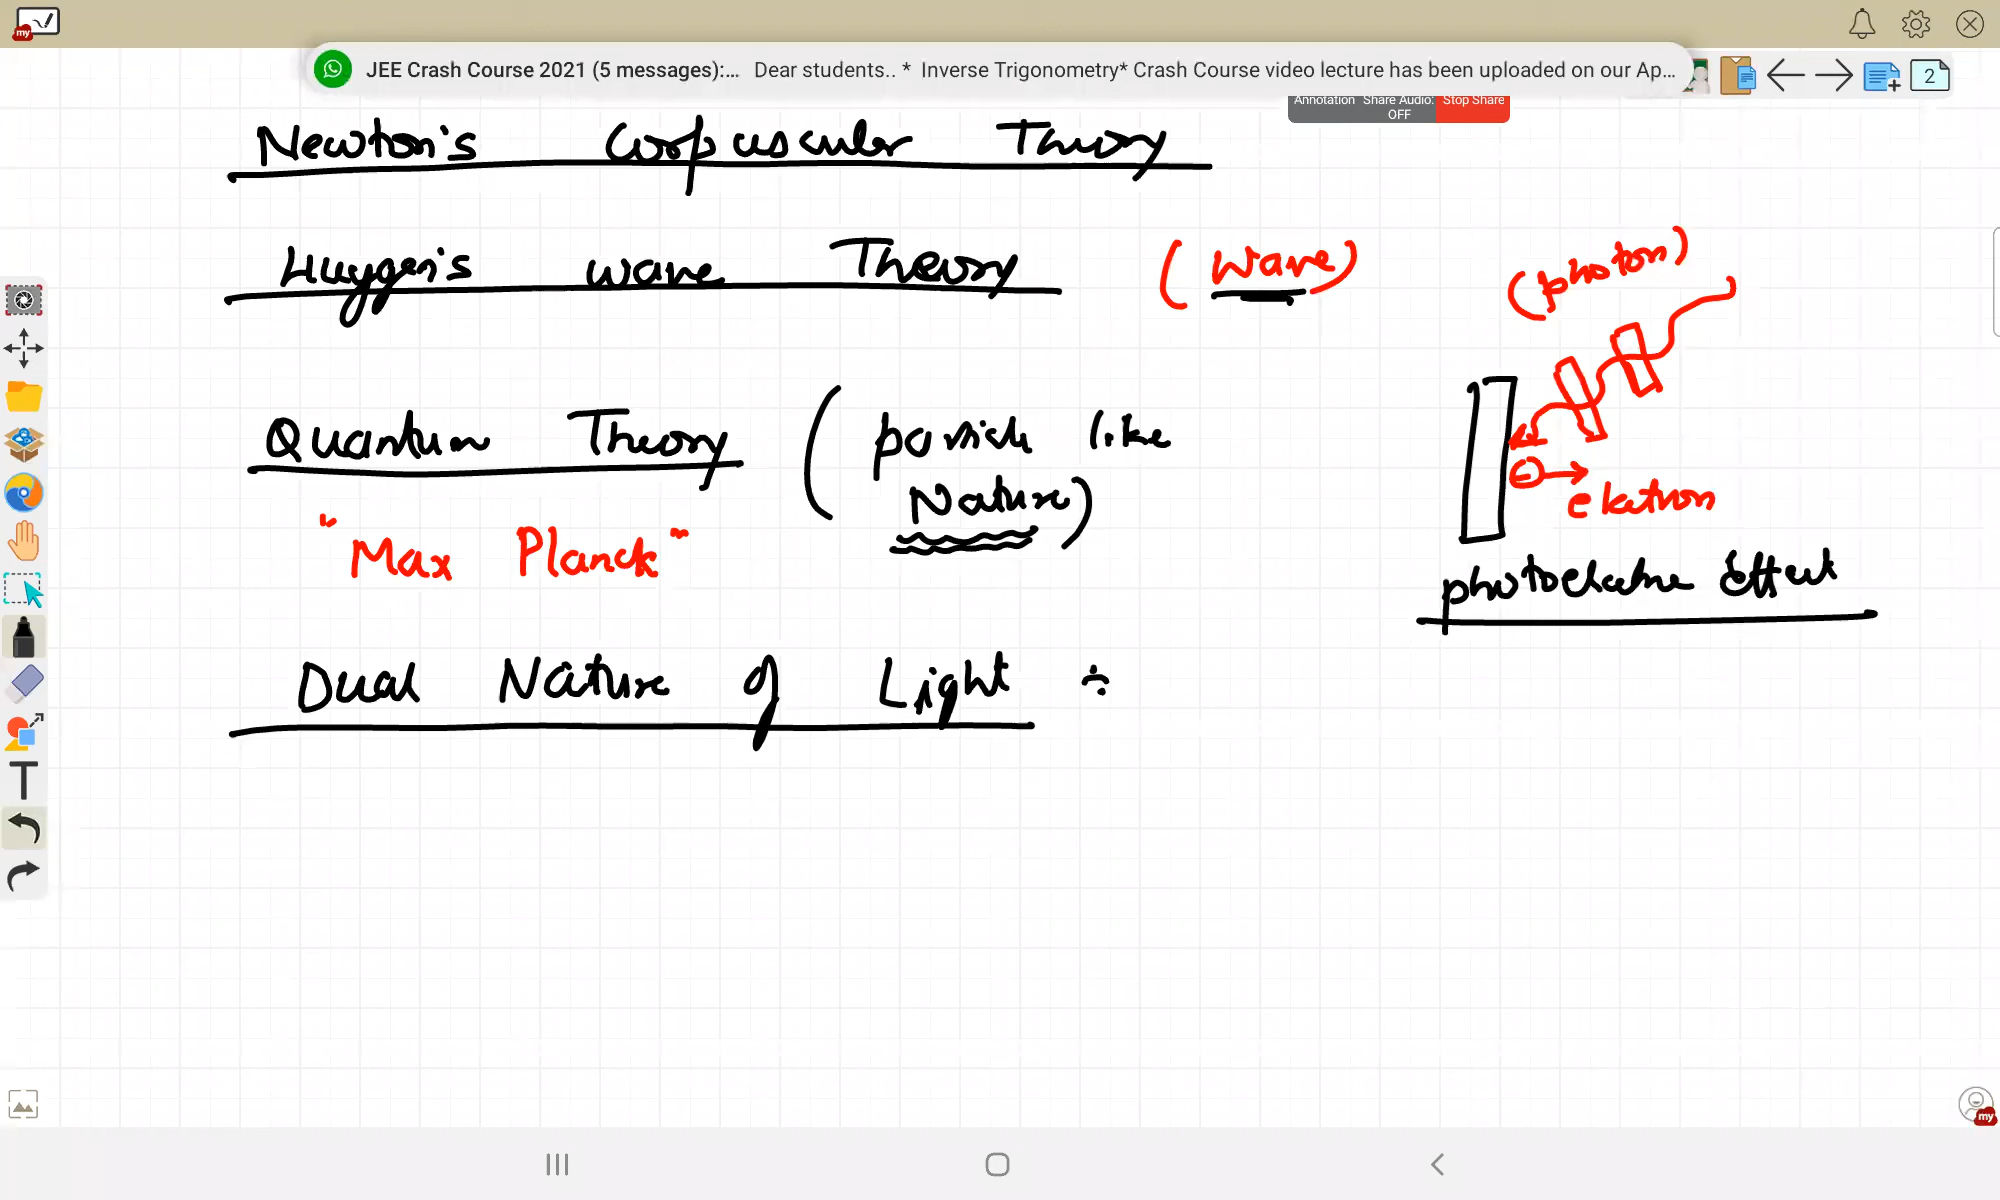 my
JEE Crash Course 2021 (5 messages):... Dear students.. * Inverse Trigonometry* Crash Course video lecture has been uploaded on our Ap...
2
Annotation Share Audio: OFF Stop Share
Newton's Corpuscular Theory
Huygen's wave Theory (Wave)
(photon)
Quantum Theory (particle like
Nature)
electron
"Max Planck"
photoelectric Effect
Dual Nature of Light ÷
T
my